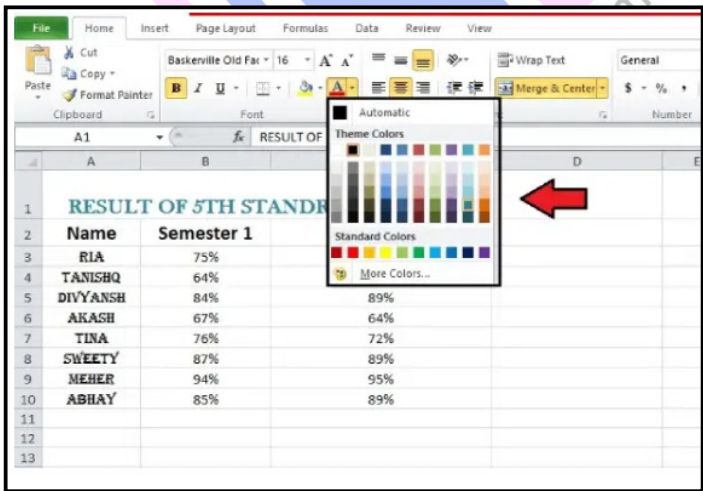 File Home Insert Page Layout Formulas Data Review View
Cut
Copy
Format Painter
Paste
Baskerville Old Fac 16 A A
B I U A
Wrap Text
Merge & Center
General
$ % ,
Clipboard Font Number
A1 fx RESULT OF
Automatic
Theme Colors
Standard Colors
More Colors...
A B D E
1 RESULT OF 5TH STANDR
2 Name Semester 1
3 RIA 75%
4 TANISHQ 64%
5 DIVYANSH 84% 89%
6 AKASH 67% 64%
7 TINA 76% 72%
8 SWEETY 87% 89%
9 MEHER 94% 95%
10 ABHAY 85% 89%
11
12
13